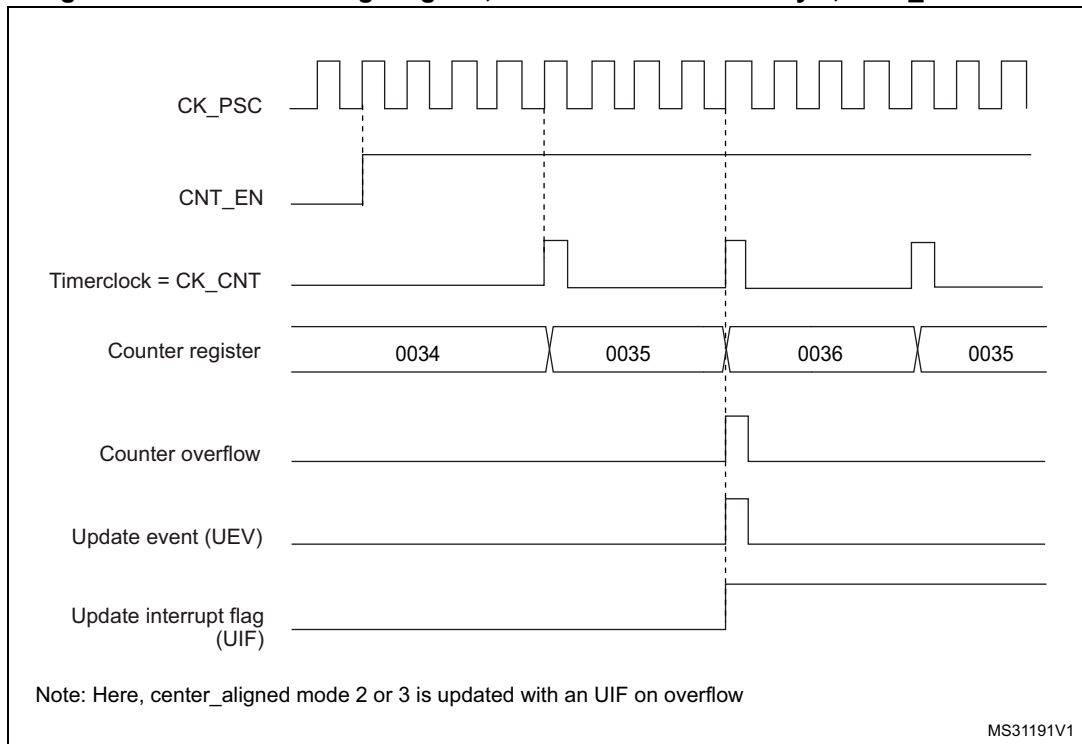 CK_PSC
CNT_EN
Timerclock = CK_CNT
Counter register
0034
0035
0036
0035
Counter overflow
Update event (UEV)
Update interrupt flag
(UIF)
Note: Here, center_aligned mode 2 or 3 is updated with an UIF on overflow
MS31191V1